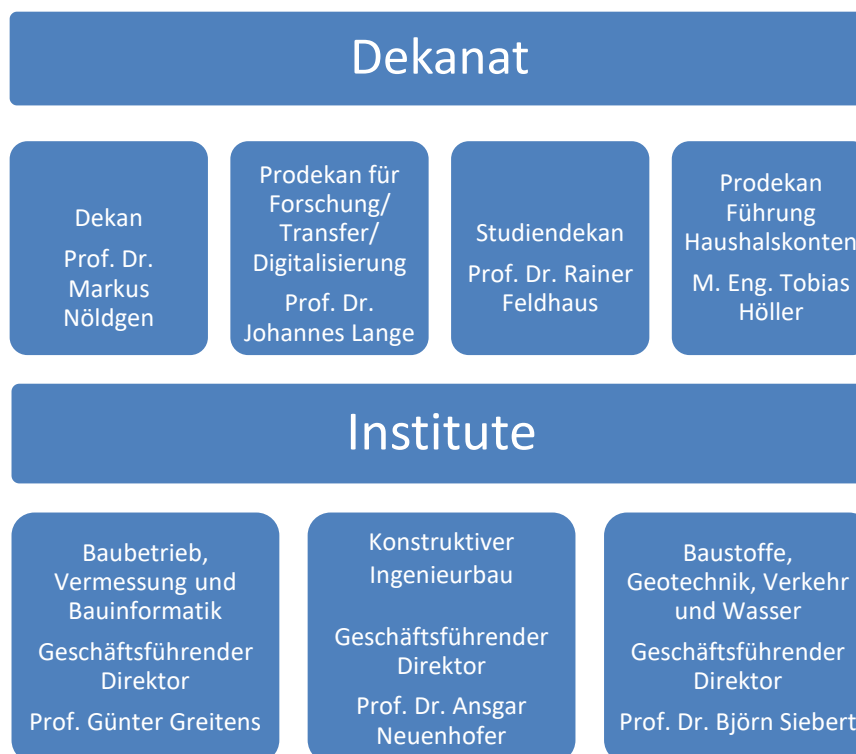 Dekanat
Dekan
Prof. Dr.
Markus
Nöldgen
Prodekan für
Forschung/
Transfer/
Digitalisierung
Prof. Dr.
Johannes Lange
Studiendekan
Prof. Dr. Rainer
Feldhaus
Prodekan
Führung
Haushalskonten
M. Eng. Tobias
Höller
Institute
Baubetrieb,
Vermessung und
Bauinformatik
Geschäftsführender
Direktor
Prof. Günter Greitens
Konstruktiver
Ingenieurbau
Geschäftsführender
Direktor
Prof. Dr. Ansgar
Neuenhofer
Baustoffe,
Geotechnik, Verkehr
und Wasser
Geschäftsführender
Direktor
Prof. Dr. Björn Siebert